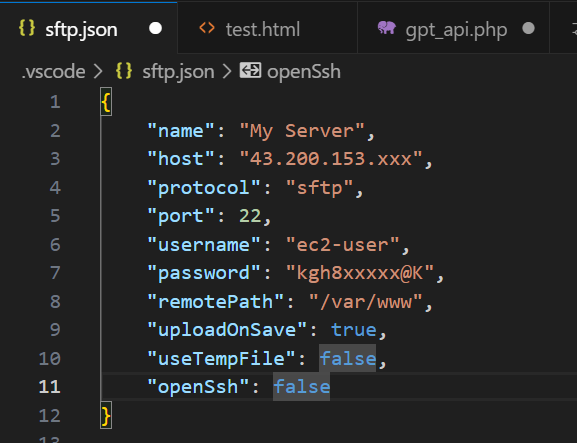 sftp.json test.html gpt_api.php
.vscode > sftp.json > openSsh
1 {
2 "name": "My Server",
3 "host": "43.200.153.xxx",
4 "protocol": "sftp",
5 "port": 22,
6 "username": "ec2-user",
7 "password": "kgh8xxxxx@K",
8 "remotePath": "/var/www",
9 "uploadOnSave": true,
10 "useTempFile": false,
11 "openSsh": false
12 }